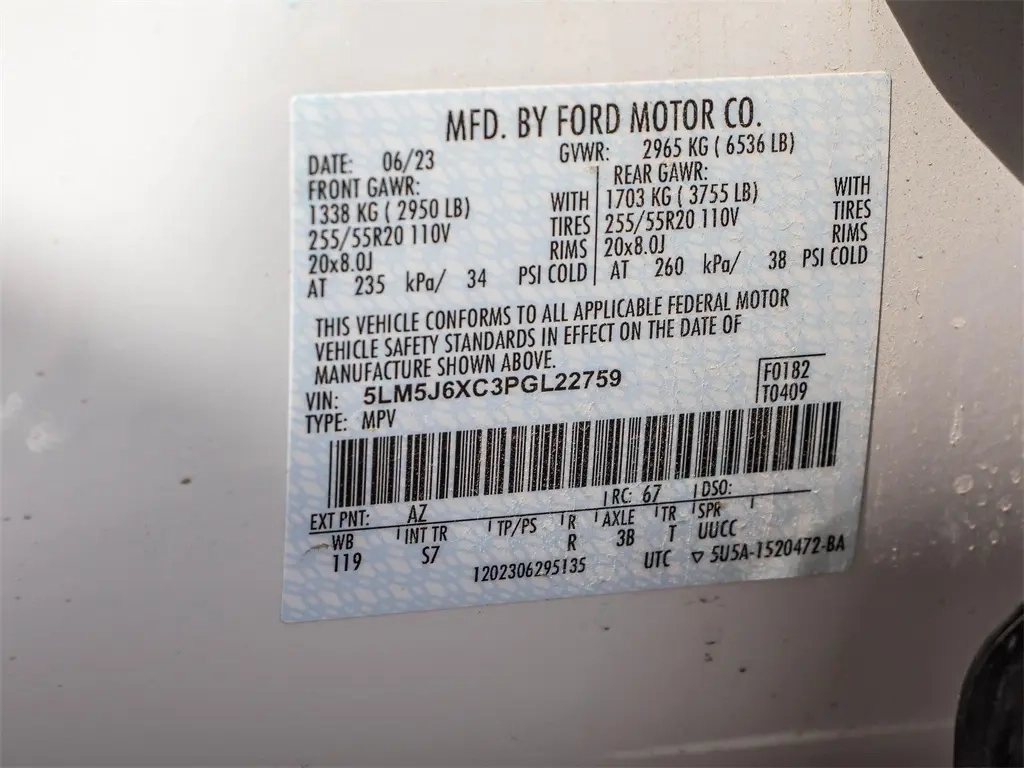 MFD. BY FORD MOTOR CO.
DATE: 06/23 GVWR: 2965 KG ( 6536 LB)
FRONT GAWR: REAR GAWR:
1338 KG ( 2950 LB) WITH 1703 KG ( 3755 LB) WITH
255/55R20 110V TIRES 255/55R20 110V TIRES
20x8.0J RIMS 20x8.0J RIMS
AT 235 kPa/ 34 PSI COLD AT 260 kPa/ 38 PSI COLD
THIS VEHICLE CONFORMS TO ALL APPLICABLE FEDERAL MOTOR
VEHICLE SAFETY STANDARDS IN EFFECT ON THE DATE OF
MANUFACTURE SHOWN ABOVE.
VIN: 5LM5J6XC3PGL22759 F0182
TYPE: MPV T0409
EXT PNT: AZ RC: 67 DSO:
WB INT TR TP/PS R AXLE TR SPR
119 S7 R 3B T UUCC
1202306295135 UTC ▽ 5U5A-1520472-BA